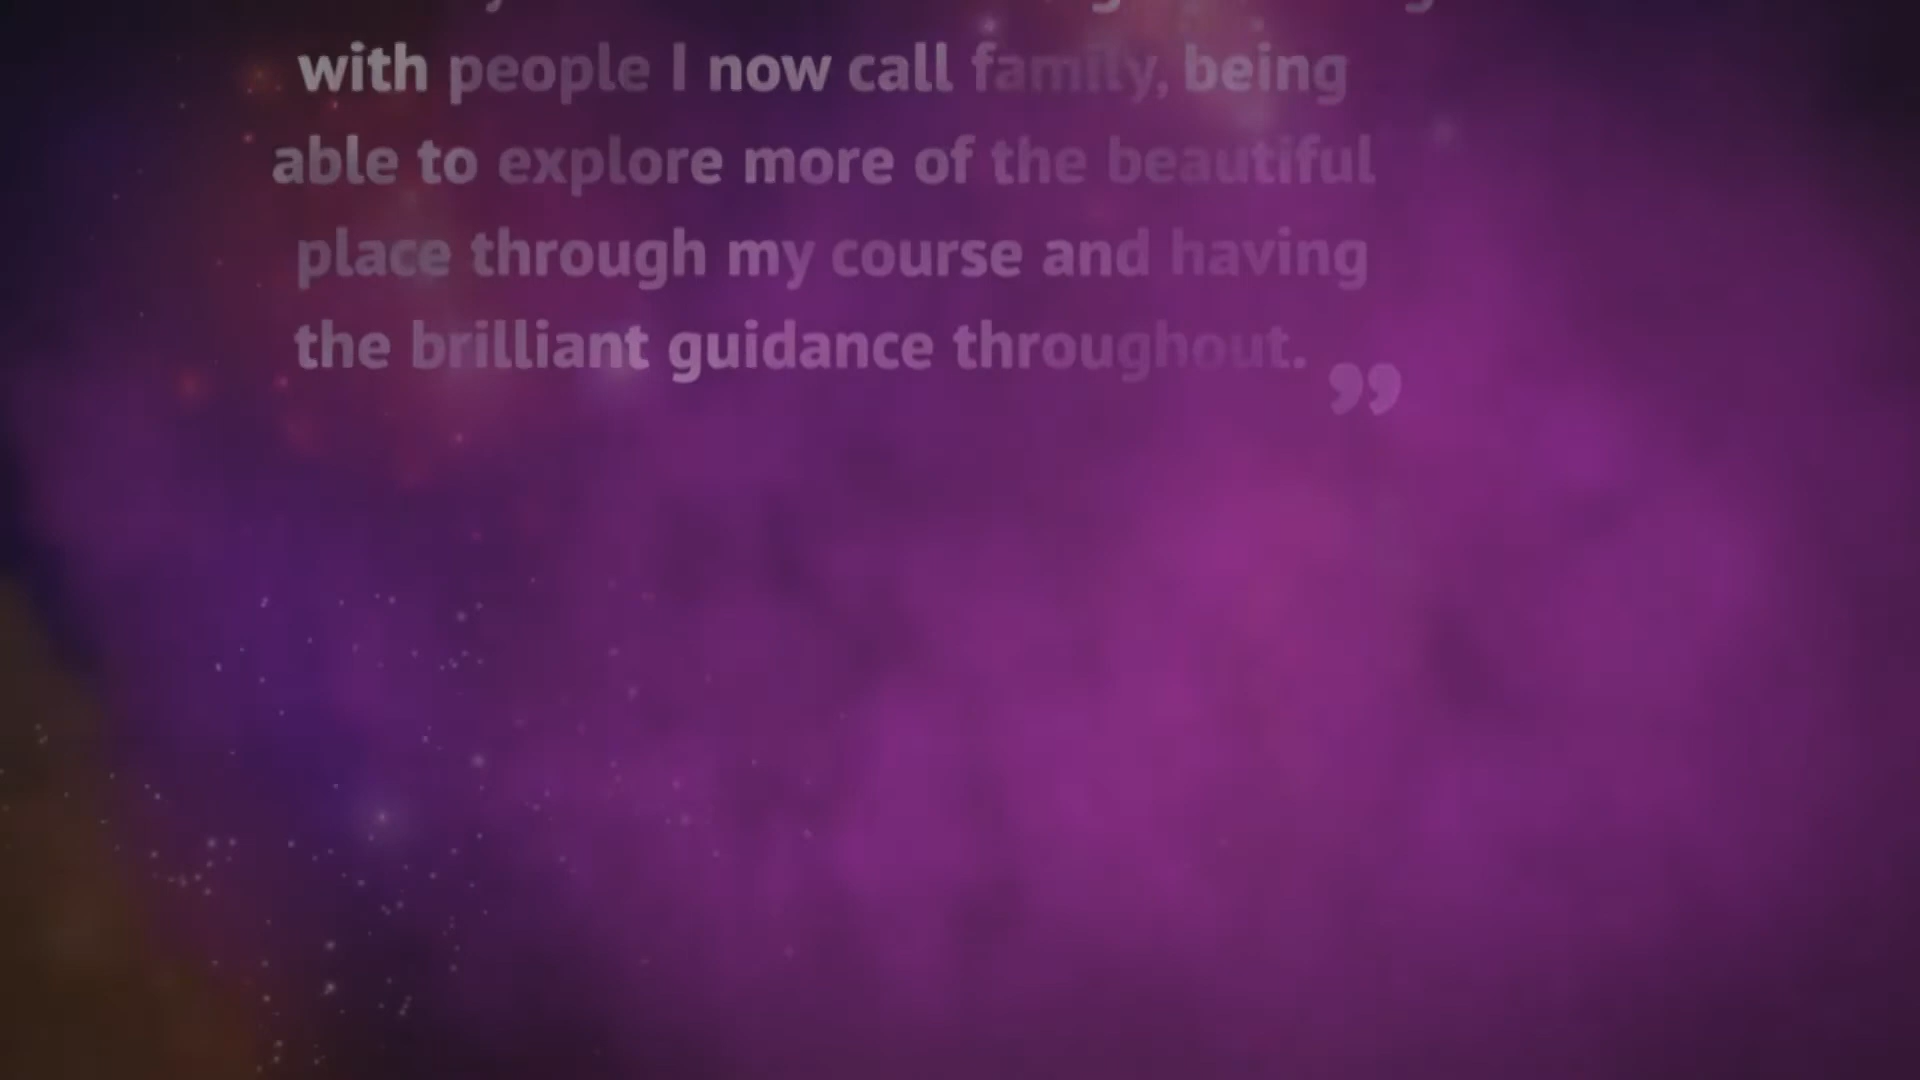 with people I now call family, being
able to explore more of the beautiful
place through my course and having
the brilliant guidance throughout. ”